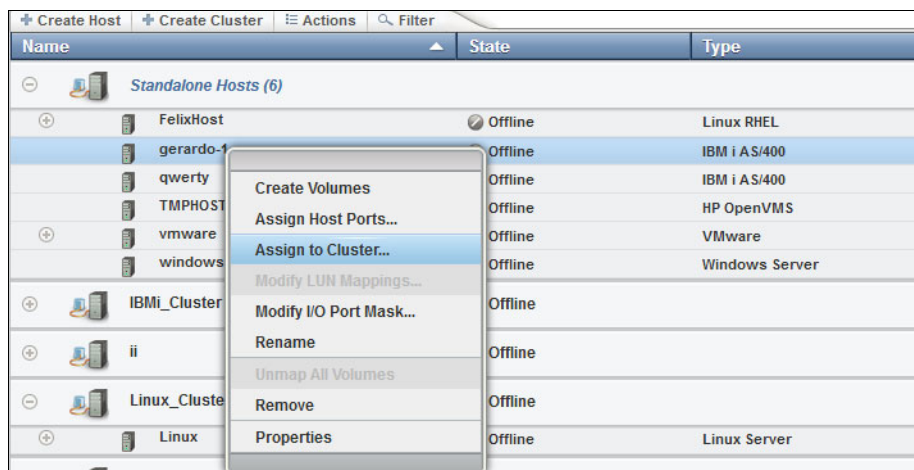 Create Host Create Cluster Actions Filter
Name State Type
Standalone Hosts (6)
FelixHost Offline Linux RHEL
gerardo-1 Offline IBM i AS/400
qwerty Offline IBM i AS/400
TMPHOST Offline HP OpenVMS
vmware Offline VMware
windows Offline Windows Server
IBMi_Cluster Offline
ii Offline
Linux_Cluste Offline
Linux Offline Linux Server
Create Volumes
Assign Host Ports...
Assign to Cluster...
Modify LUN Mappings...
Modify I/O Port Mask...
Rename
Unmap All Volumes
Remove
Properties